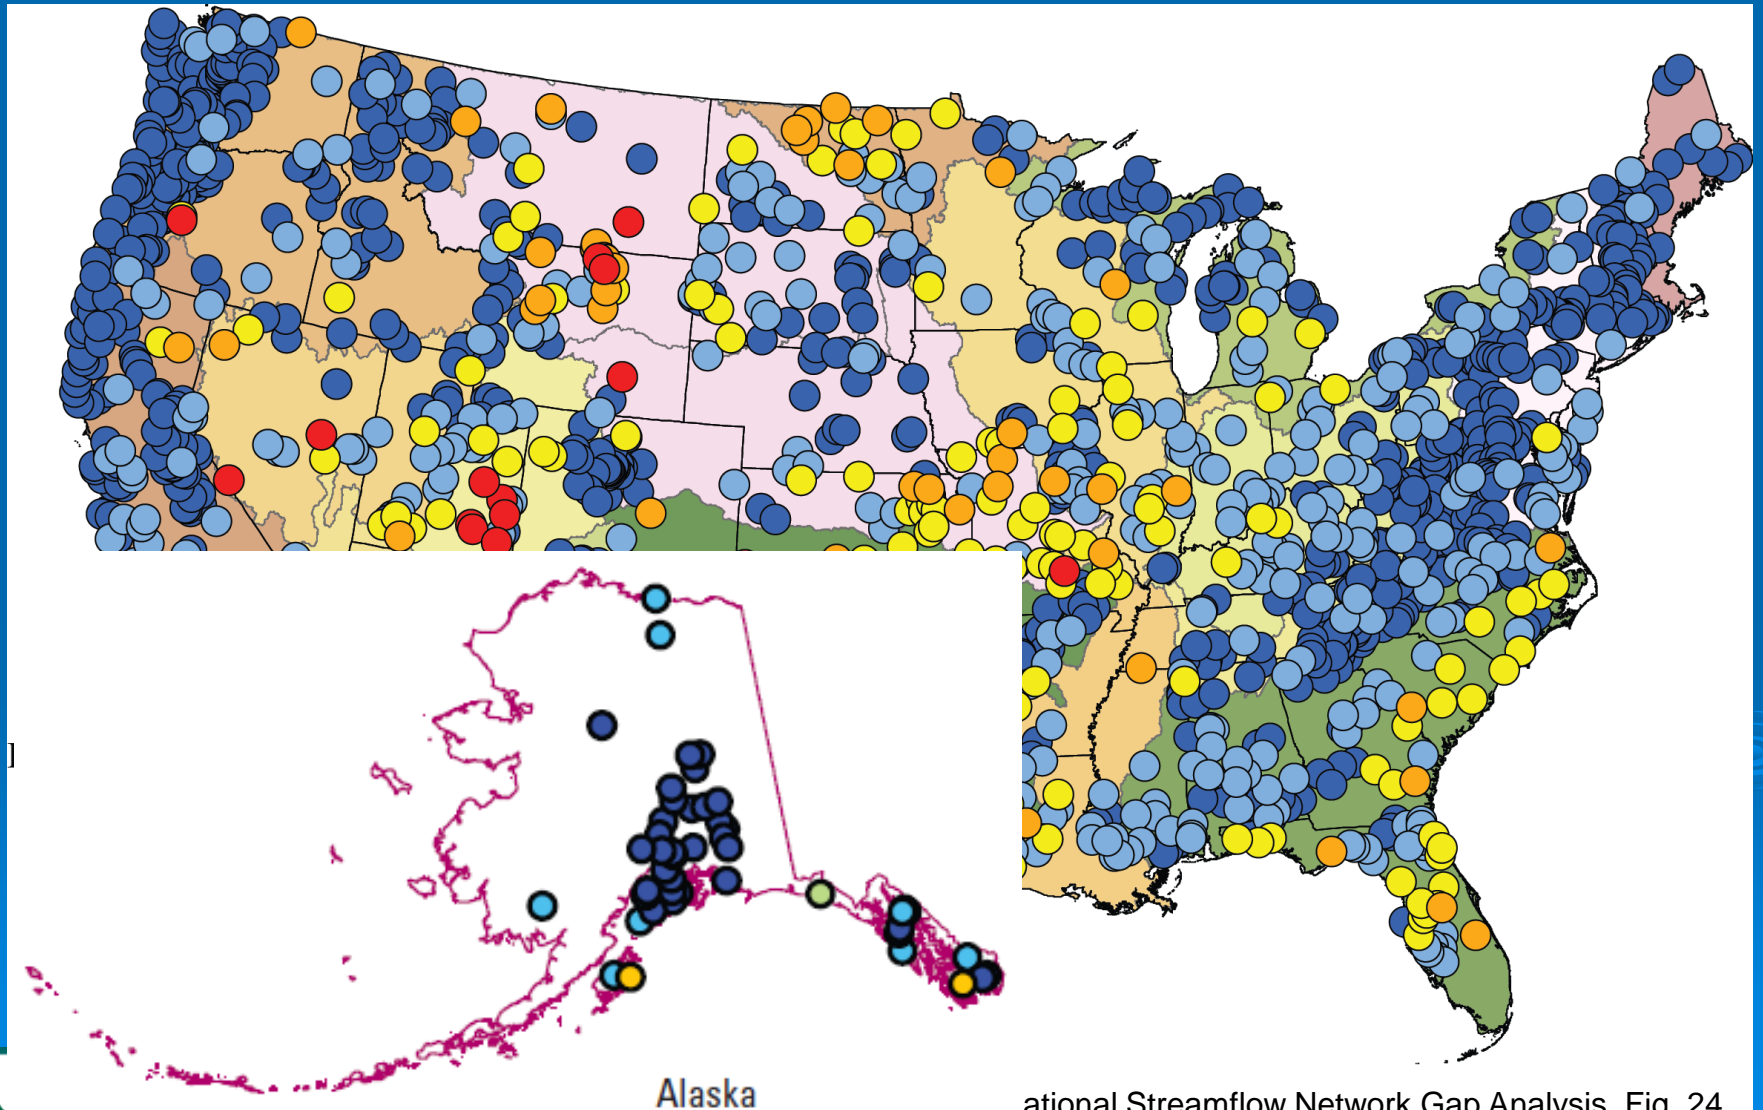 ]
Alaska
ational Streamflow Network Gap Analysis, Fig. 24